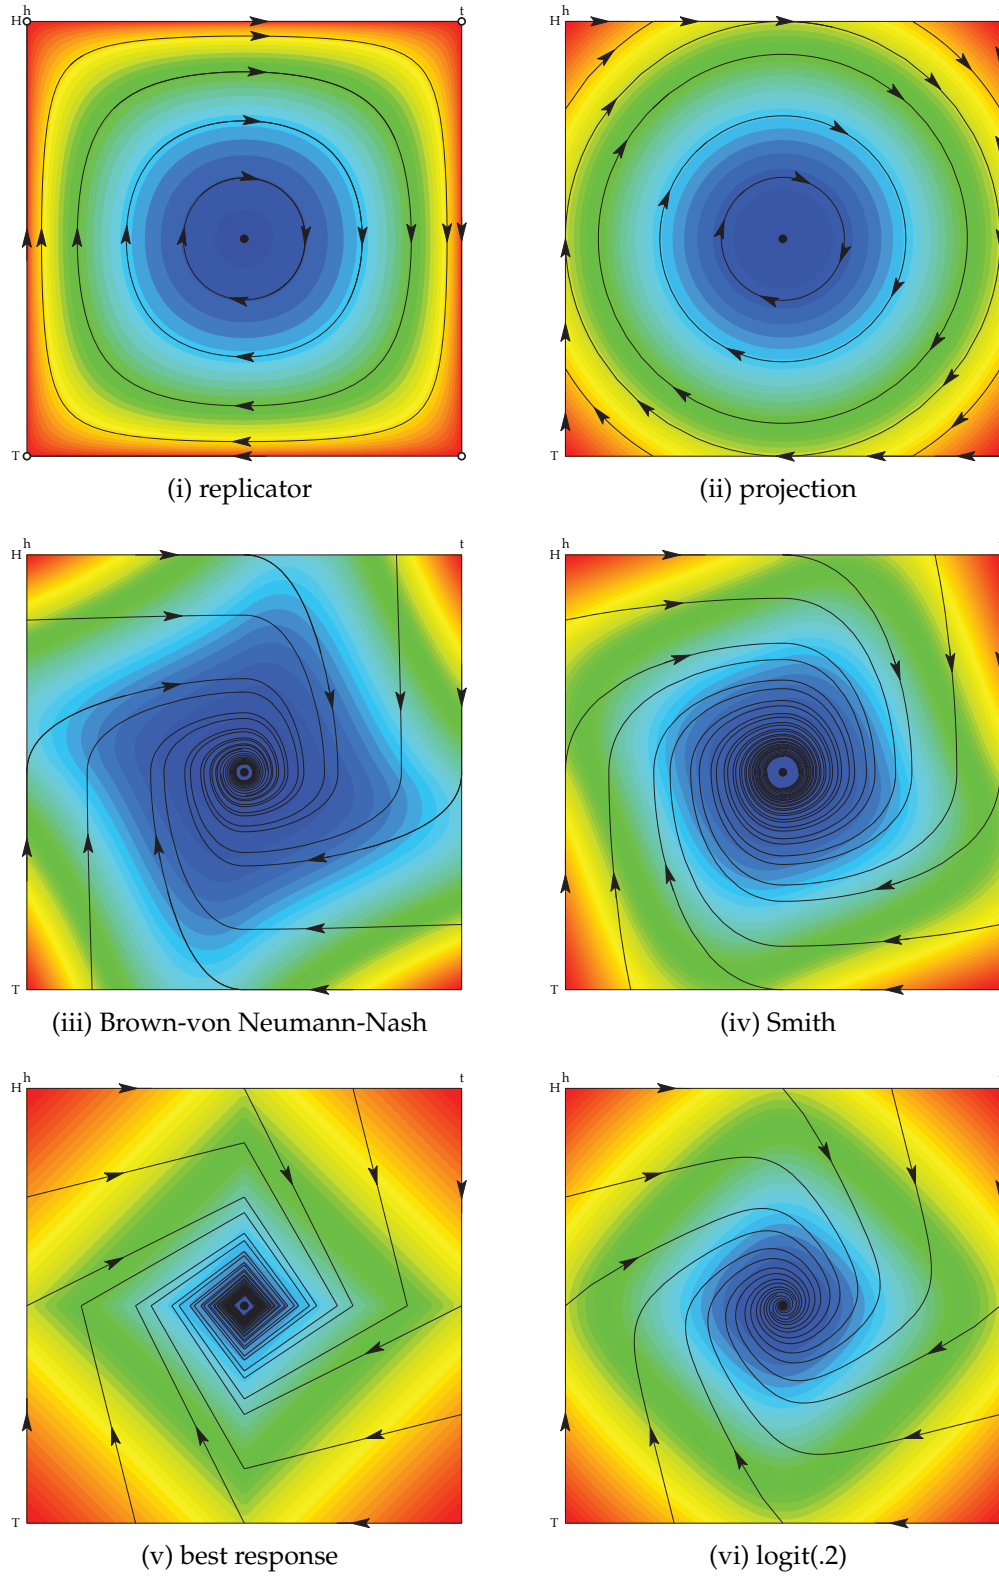 h t
H
T
(i) replicator
H
T
(ii) projection
h t
H
T
(iii) Brown-von Neumann-Nash
h
H
T
(iv) Smith
h t
H
T
(v) best response
h
H
T
(vi) logit(.2)